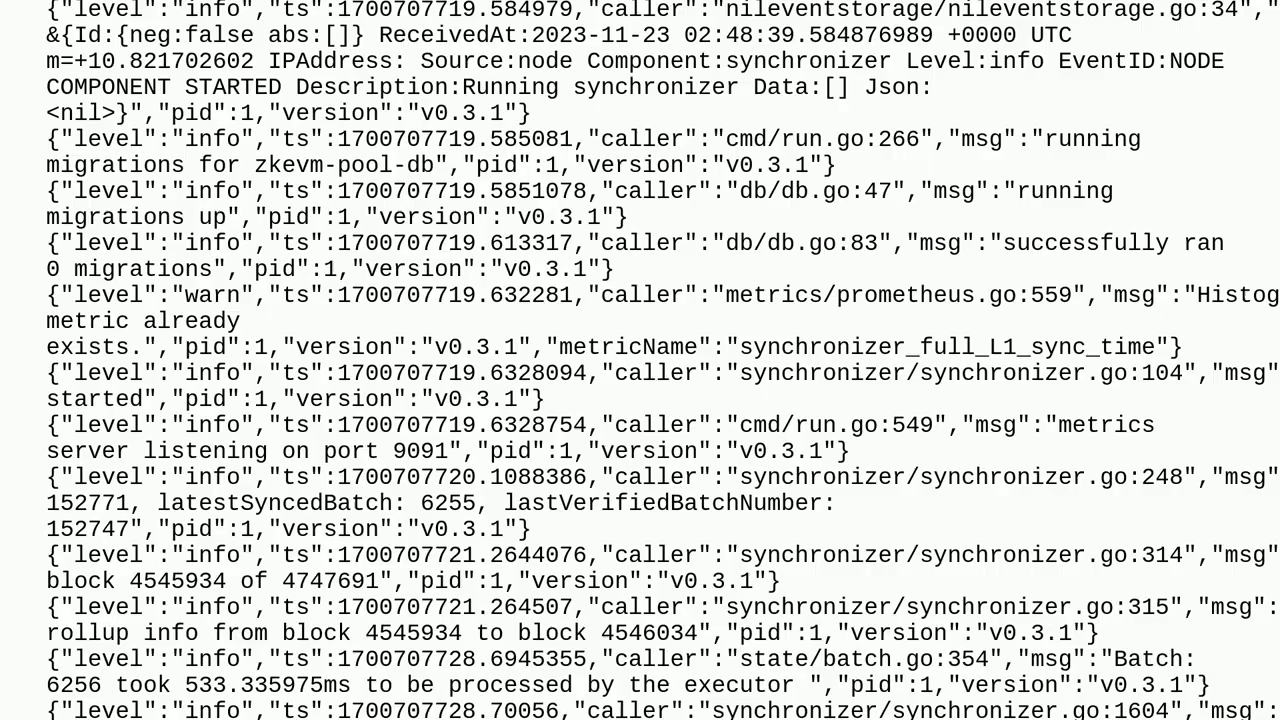 {"level":"info","ts":1700707719.584979,"caller":"nileventstorage/nileventstorage.go:34","
&{Id:{neg:false abs:[]} ReceivedAt:2023-11-23 02:48:39.584876989 +0000 UTC
m=+10.821702602 IPAddress: Source:node Component:synchronizer Level:info EventID:NODE
COMPONENT STARTED Description:Running synchronizer Data:[] Json:
<nil>}","pid":1,"version":"v0.3.1"}
{"level":"info","ts":1700707719.585081,"caller":"cmd/run.go:266","msg":"running
migrations for zkevm-pool-db","pid":1,"version":"v0.3.1"}
{"level":"info","ts":1700707719.5851078,"caller":"db/db.go:47","msg":"running
migrations up","pid":1,"version":"v0.3.1"}
{"level":"info","ts":1700707719.613317,"caller":"db/db.go:83","msg":"successfully ran
0 migrations","pid":1,"version":"v0.3.1"}
{"level":"warn","ts":1700707719.632281,"caller":"metrics/prometheus.go:559","msg":"Histog
metric already
exists.","pid":1,"version":"v0.3.1","metricName":"synchronizer_full_L1_sync_time"}
{"level":"info","ts":1700707719.6328094,"caller":"synchronizer/synchronizer.go:104","msg"
started","pid":1,"version":"v0.3.1"}
{"level":"info","ts":1700707719.6328754,"caller":"cmd/run.go:549","msg":"metrics
server listening on port 9091","pid":1,"version":"v0.3.1"}
{"level":"info","ts":1700707720.1088386,"caller":"synchronizer/synchronizer.go:248","msg"
152771, latestSyncedBatch: 6255, lastVerifiedBatchNumber:
152747","pid":1,"version":"v0.3.1"}
{"level":"info","ts":1700707721.2644076,"caller":"synchronizer/synchronizer.go:314","msg"
block 4545934 of 4747691","pid":1,"version":"v0.3.1"}
{"level":"info","ts":1700707721.264507,"caller":"synchronizer/synchronizer.go:315","msg":
rollup info from block 4545934 to block 4546034","pid":1,"version":"v0.3.1"}
{"level":"info","ts":1700707728.6945355,"caller":"state/batch.go:354","msg":"Batch:
6256 took 533.335975ms to be processed by the executor ","pid":1,"version":"v0.3.1"}
{"level":"info","ts":1700707728.70056,"caller":"synchronizer/synchronizer.go:1604","msg":